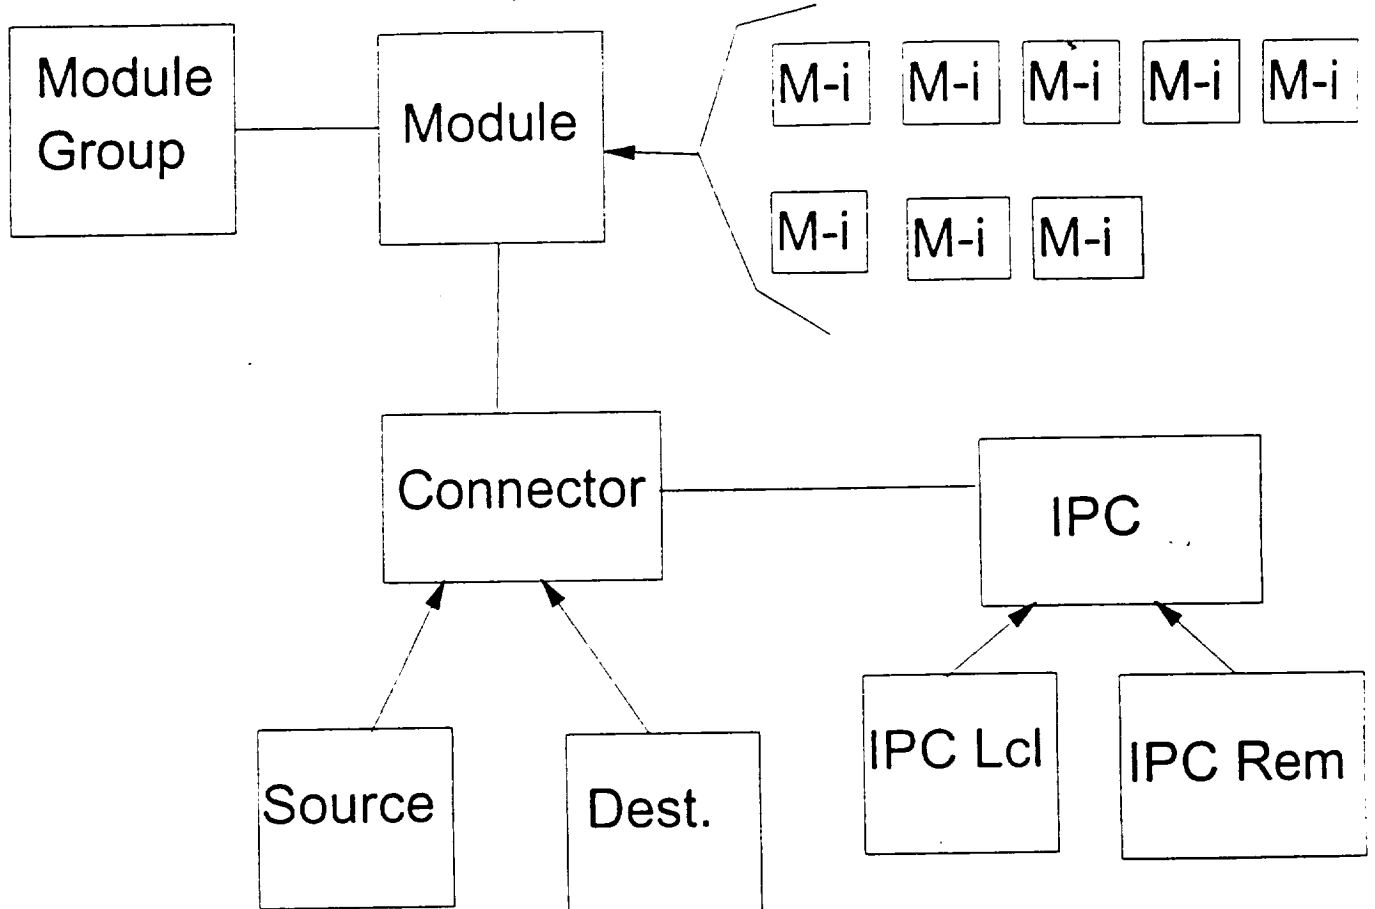 Module
Group
Module
M-i M-i M-i M-i M-i
M-i M-i M-i
Connector
IPC
Source
Dest.
IPC Lcl
IPC Rem